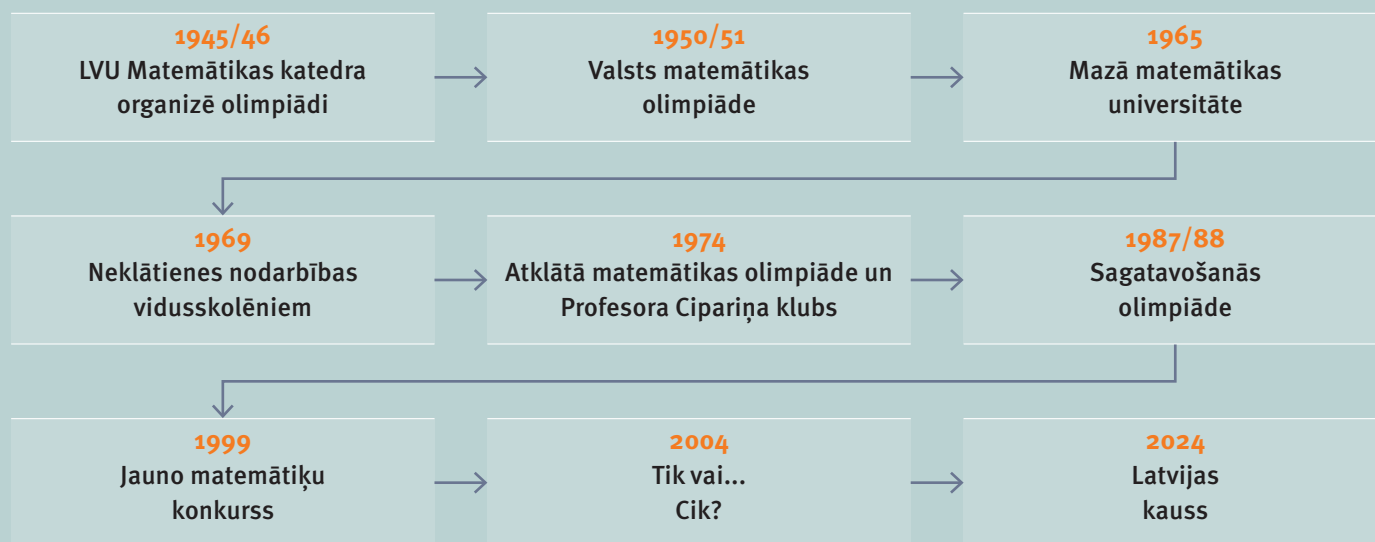 1945/46
LVU Matemātikas katedra
organizē olimpiādi
1950/51
Valsts matemātikas
olimpiāde
1965
Mazā matemātikas
universitāte
1969
Neklātienes nodarbības
vidusskolēniem
1974
Atklātā matemātikas olimpiāde un
Profesora Cipariņa klubs
1987/88
Sagatavošanās
olimpiāde
1999
Jauno matemātiķu
konkurss
2004
Tik vai...
Cik?
2024
Latvijas
kauss